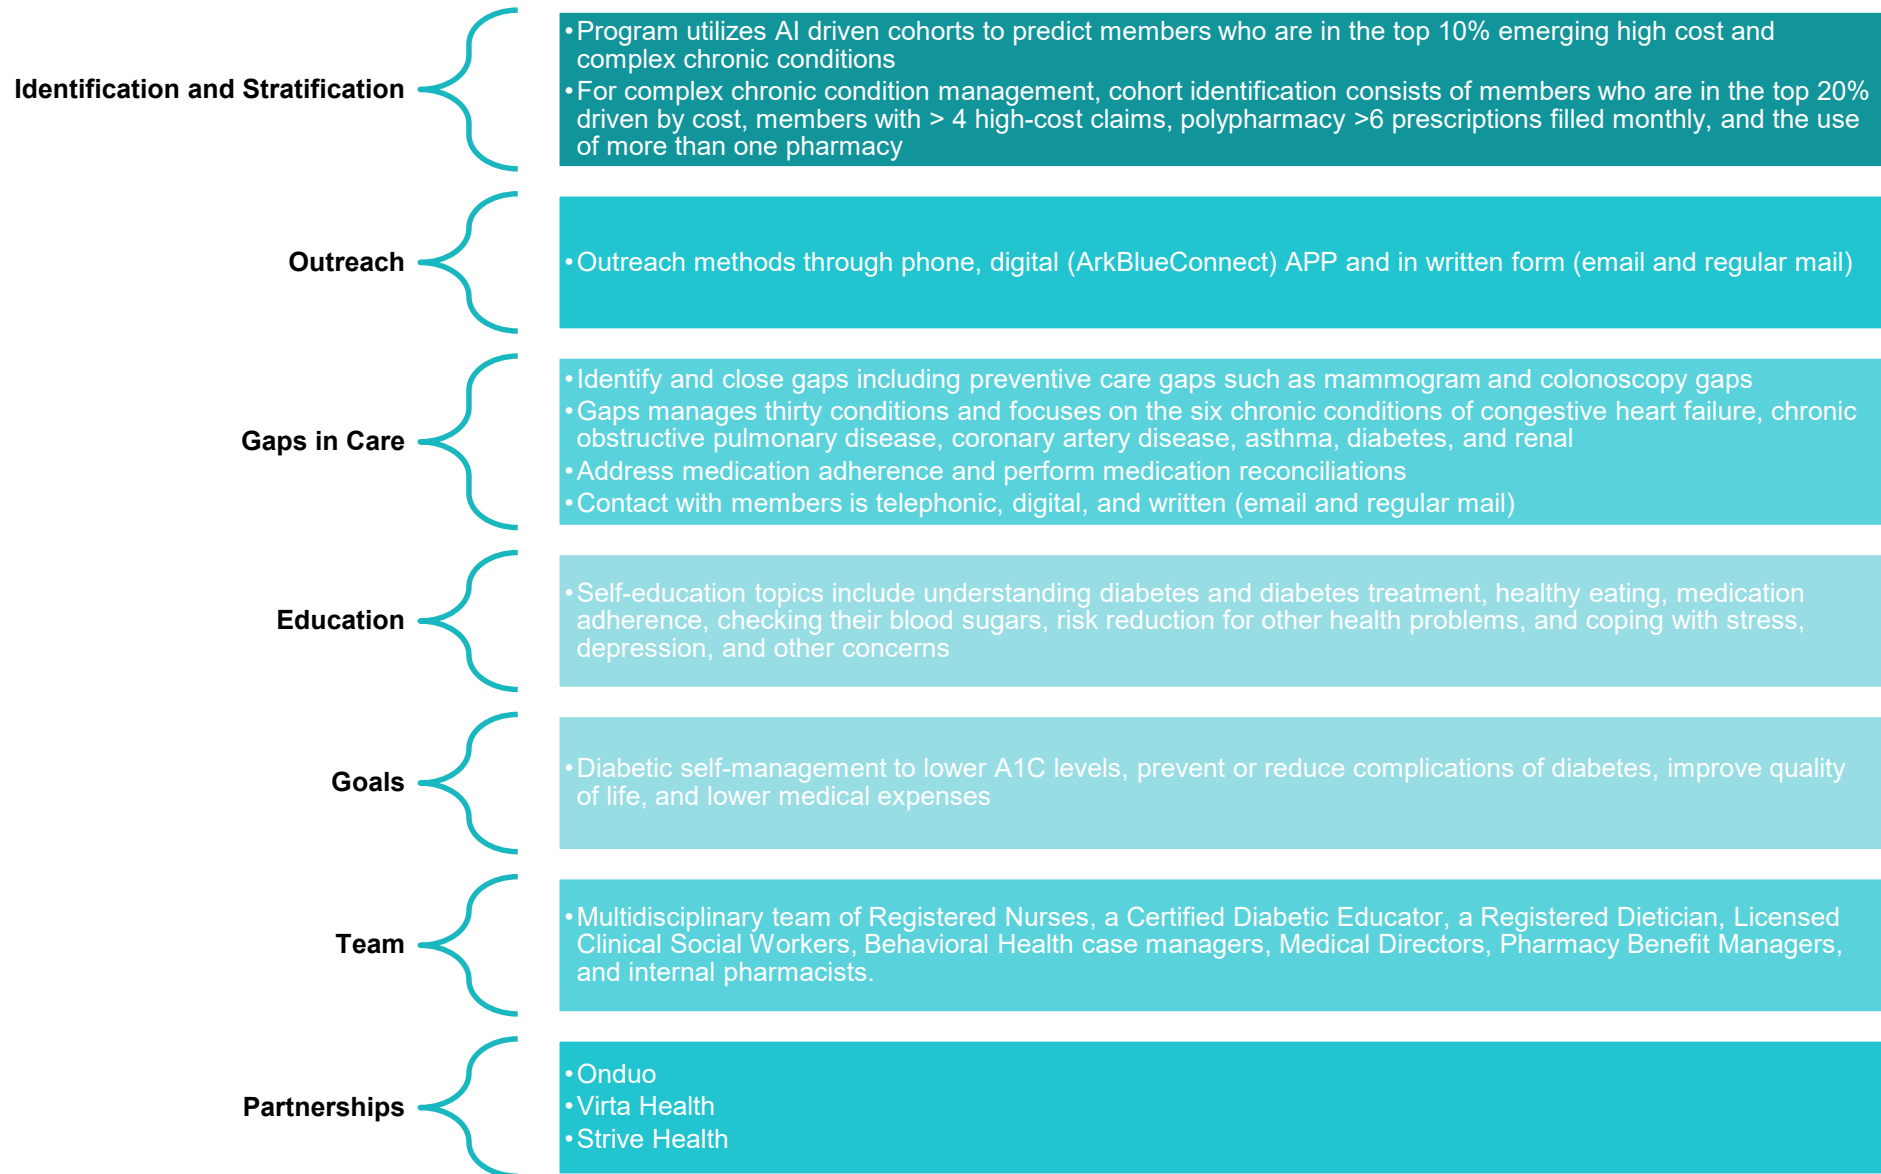 Identification and Stratification
•Program utilizes AI driven cohorts to predict members who are in the top 10% emerging high cost and
complex chronic conditions
•For complex chronic condition management, cohort identification consists of members who are in the top 20%
driven by cost, members with > 4 high-cost claims, polypharmacy >6 prescriptions filled monthly, and the use
of more than one pharmacy
Outreach
•Outreach methods through phone, digital (ArkBlueConnect) APP and in written form (email and regular mail)
Gaps in Care
•Identify and close gaps including preventive care gaps such as mammogram and colonoscopy gaps
•Gaps manages thirty conditions and focuses on the six chronic conditions of congestive heart failure, chronic
obstructive pulmonary disease, coronary artery disease, asthma, diabetes, and renal
•Address medication adherence and perform medication reconciliations
•Contact with members is telephonic, digital, and written (email and regular mail)
Education
•Self-education topics include understanding diabetes and diabetes treatment, healthy eating, medication
adherence, checking their blood sugars, risk reduction for other health problems, and coping with stress,
depression, and other concerns
Goals
•Diabetic self-management to lower A1C levels, prevent or reduce complications of diabetes, improve quality
of life, and lower medical expenses
Team
•Multidisciplinary team of Registered Nurses, a Certified Diabetic Educator, a Registered Dietician, Licensed
Clinical Social Workers, Behavioral Health case managers, Medical Directors, Pharmacy Benefit Managers,
and internal pharmacists.
Partnerships
•Onduo
•Virta Health
•Strive Health